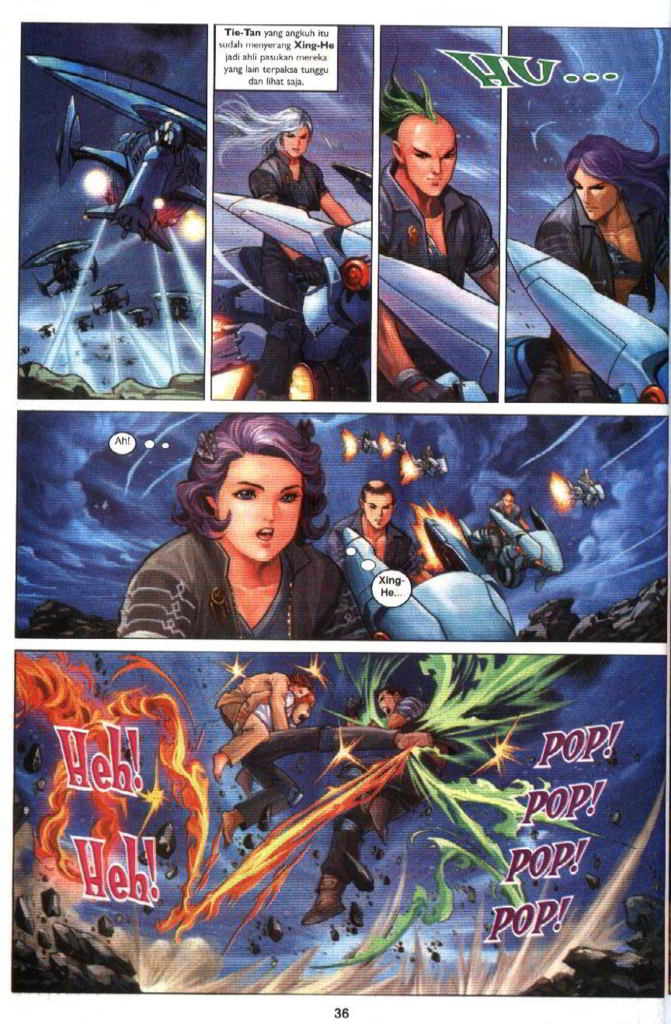 Tie-Tan yang angkuh itu
sudah menyerang Xing-He
jadi ahli pasukan mereka
yang lain terpaksa tunggu
dan lihat saja.
HU...
Ah!
Xing-
He...
Heh!
Heh!
POP!
POP!
POP!
POP!
36